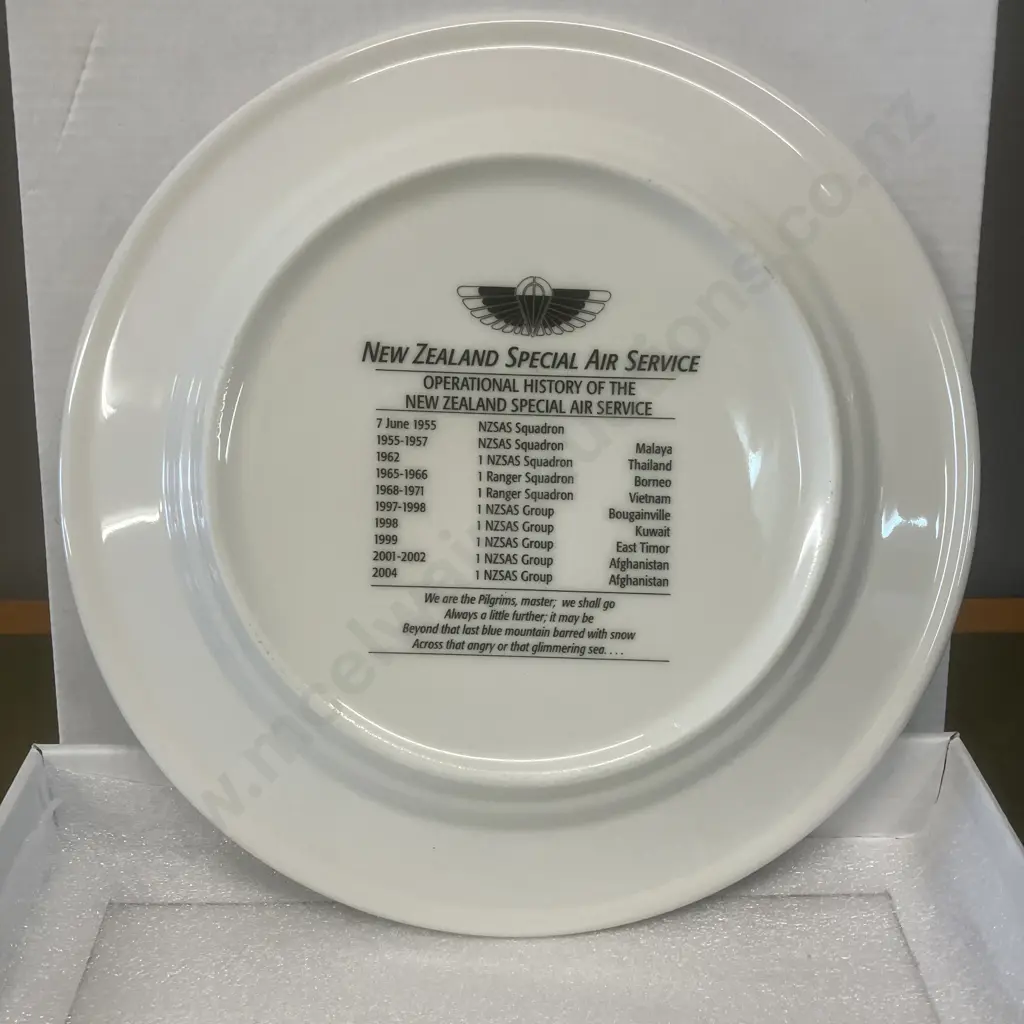 NEW ZEALAND SPECIAL AIR SERVICE
OPERATIONAL HISTORY OF THE
NEW ZEALAND SPECIAL AIR SERVICE
7 June 1955 NZSAS Squadron
1955-1957 NZSAS Squadron Malaya
1962 1 NZSAS Squadron Thailand
1965-1966 1 Ranger Squadron Borneo
1968-1971 1 Ranger Squadron Vietnam
1997-1998 1 NZSAS Group Bougainville
1998 1 NZSAS Group Kuwait
1999 1 NZSAS Group East Timor
2001-2002 1 NZSAS Group Afghanistan
2004 1 NZSAS Group Afghanistan
We are the Pilgrims, master; we shall go
Always a little further; it may be
Beyond that last blue mountain barred with snow
Across that angry or that glimmering sea. . . .